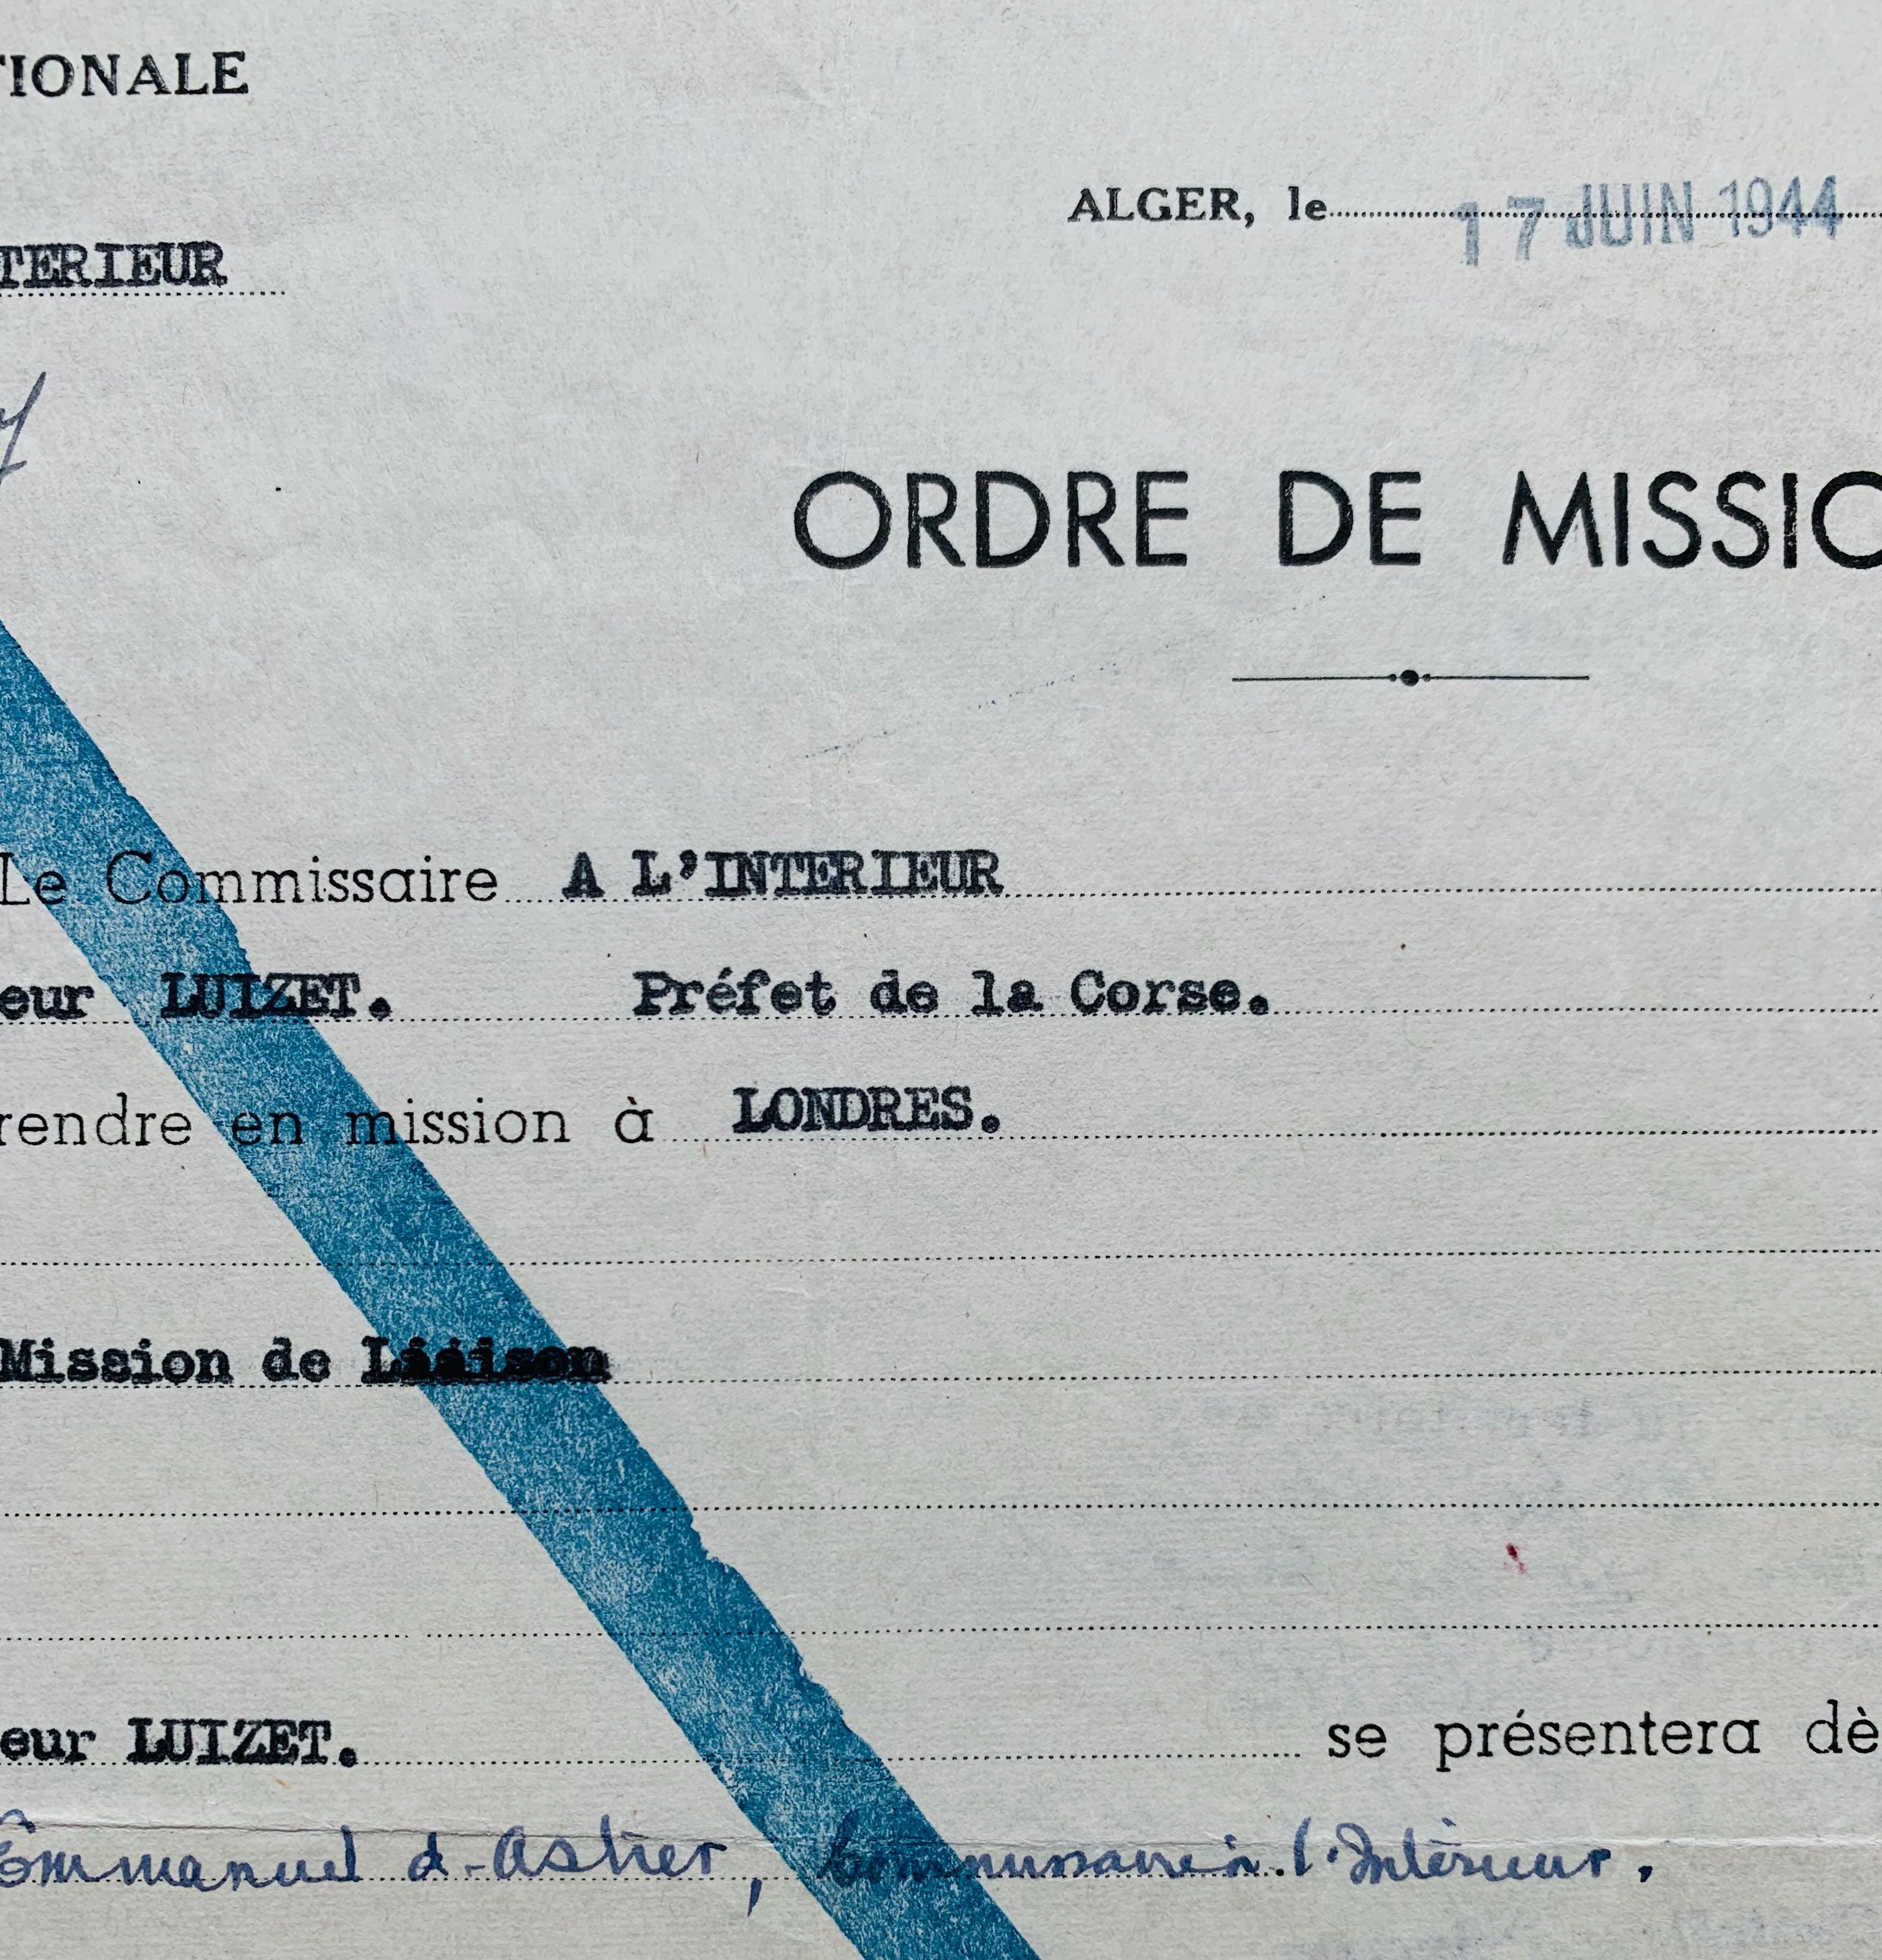 TIONALE
ALGER, le 17 JUIN 1944
TERIEUR
ORDRE DE MISSIO
Le Commissaire A L'INTERIEUR
eur LUIZET. Préfet de la Corse.
rendre en mission à LONDRES.
Mission de Liaison
eur LUIZET. se présentera dè
Emmanuel d'Astier, Commissaire à l'Intérieur.